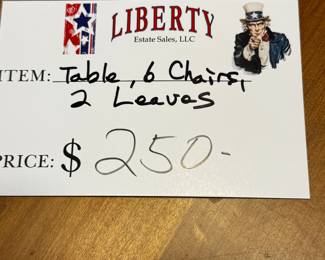 LIBERTY
Estate Sales, LLC
ITEM: Table, 6 Chairs,
2 Leaves
PRICE: $ 250-